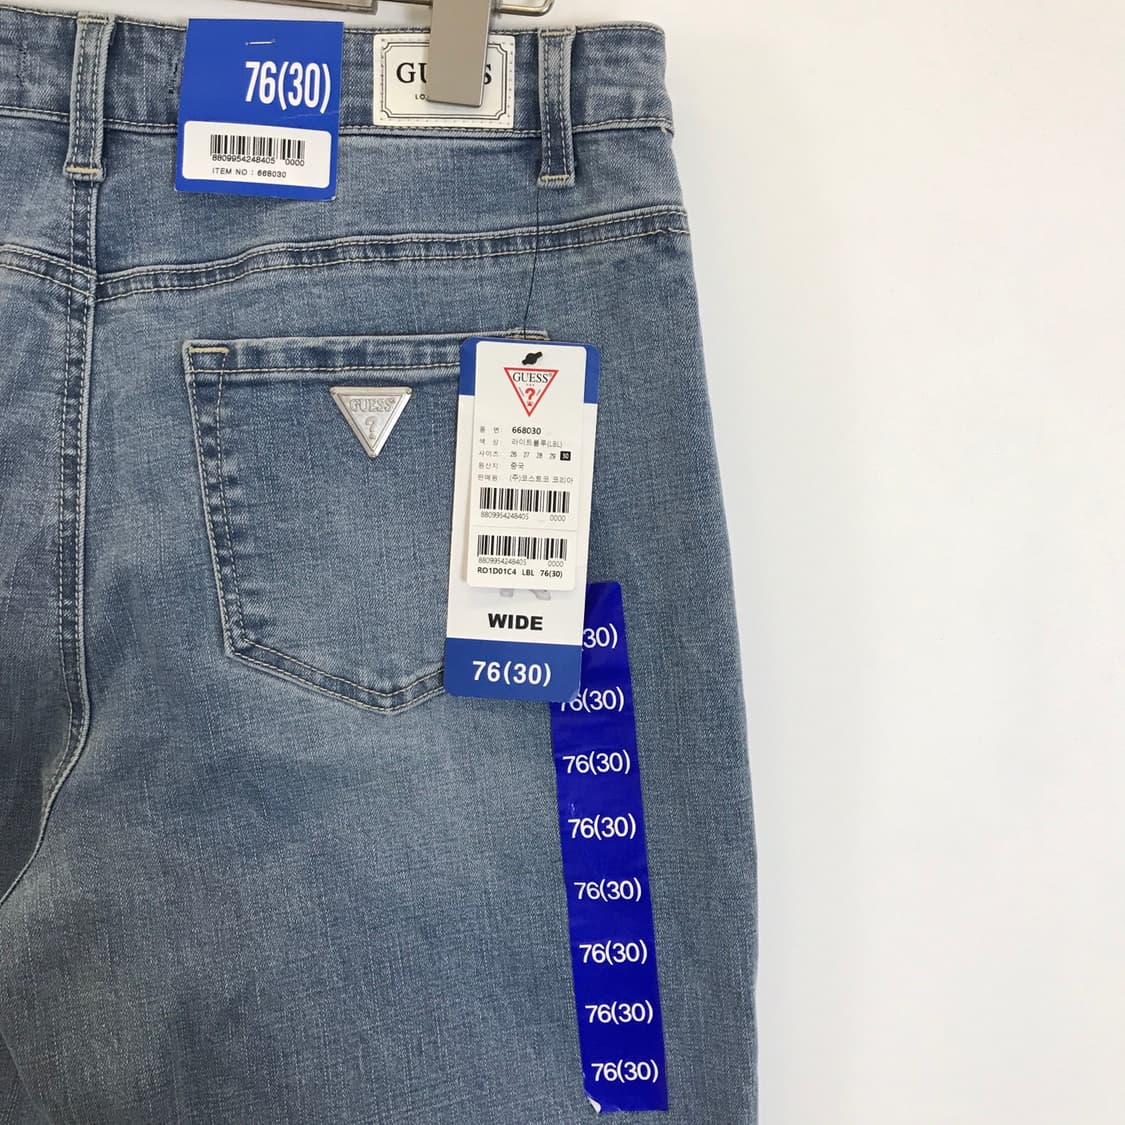 76(30)
8809954248405 0000
ITEM NO : 668030
GUESS
GUESS
?
GUESS
?
품 번: 668030
색 상: 라이트블루(LBL)
사이즈: 26 27 28 29 30
원산지: 중국
판매원: (주)코스트코 코리아
8809954248405 0000
8809954248405 0000
RO1D01C4 LBL 76(30)
WIDE
76(30)
30)
76(30)
76(30)
76(30)
76(30)
76(30)
76(30)
76(30)